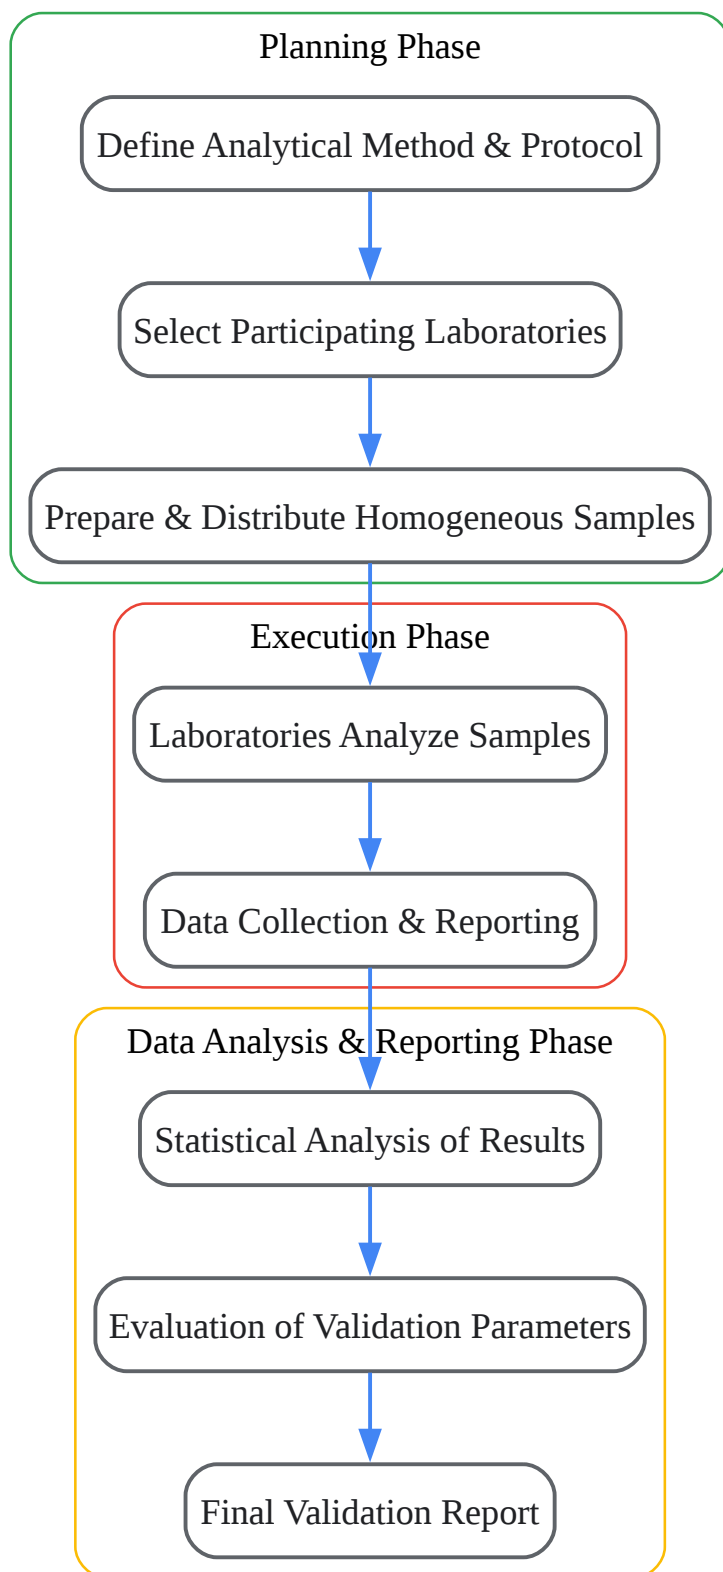 Planning Phase
Define Analytical Method & Protocol
Select Participating Laboratories
Prepare & Distribute Homogeneous Samples
Execution Phase
Laboratories Analyze Samples
Data Collection & Reporting
Data Analysis & Reporting Phase
Statistical Analysis of Results
Evaluation of Validation Parameters
Final Validation Report